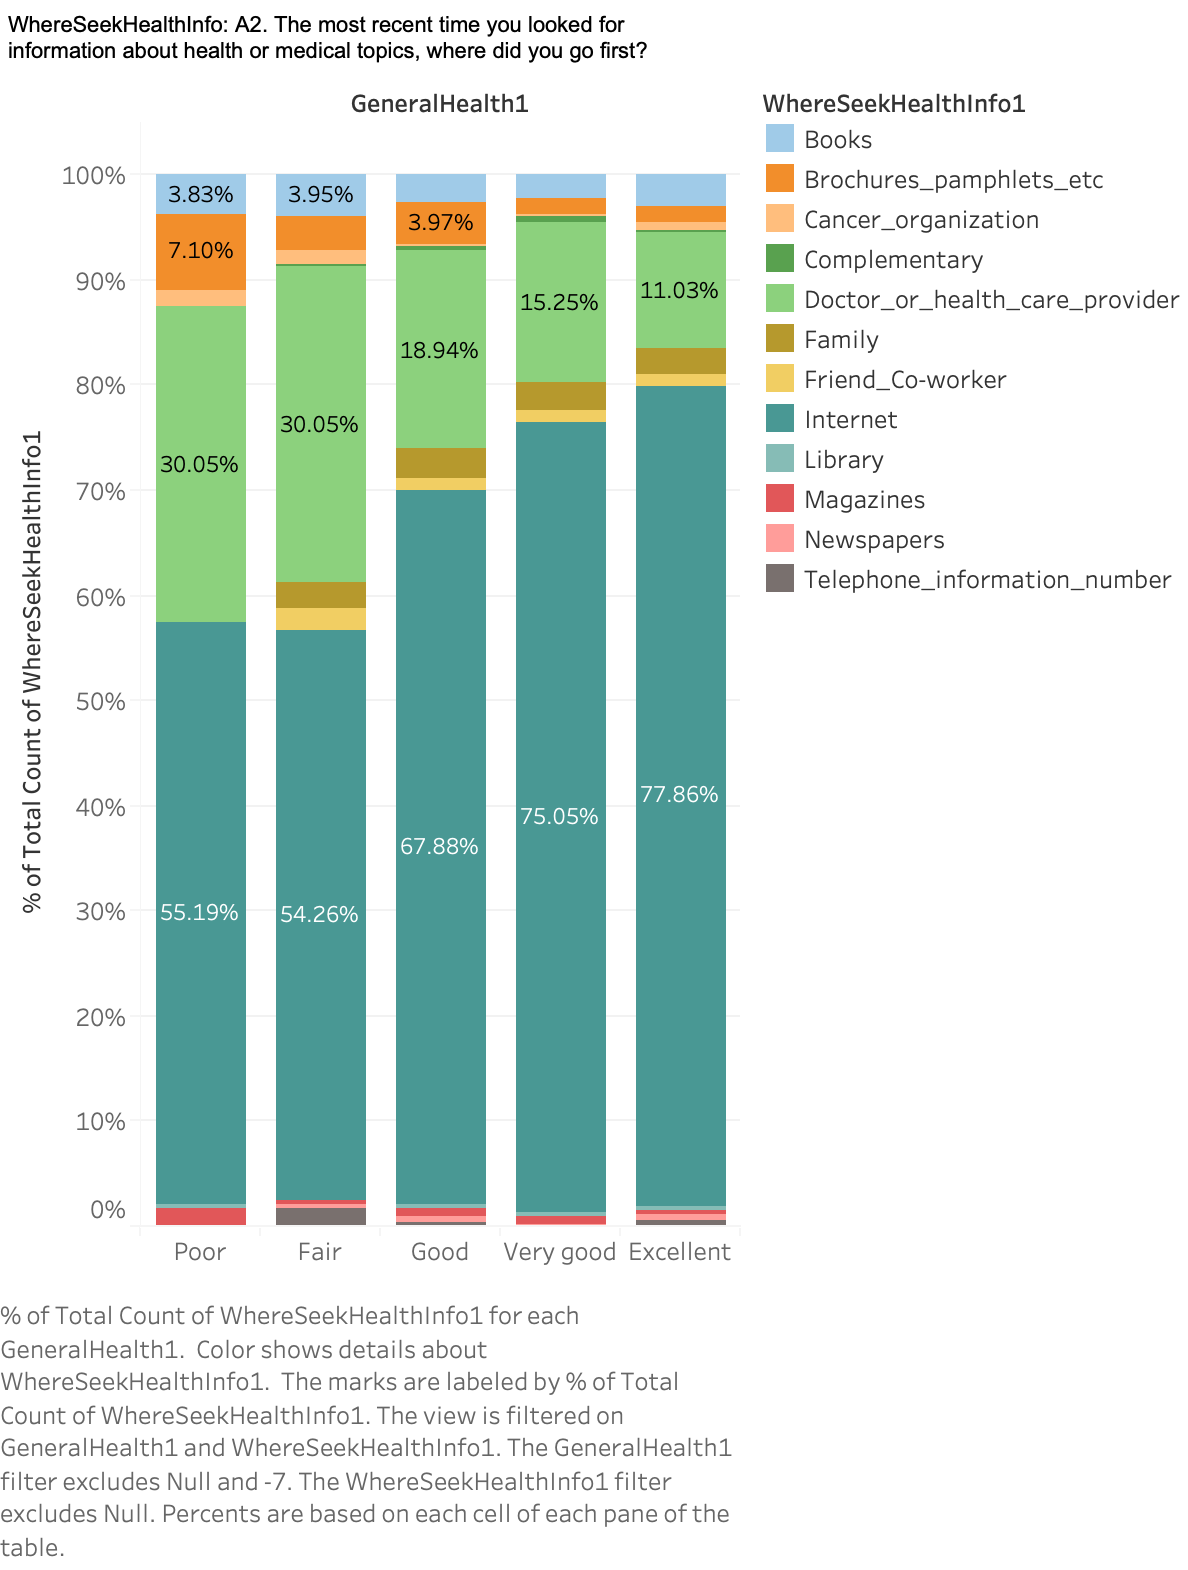 WhereSeekHealthInfo: A2. The most recent time you looked for
information about health or medical topics, where did you go first?
GeneralHealth1
WhereSeekHealthInfo1
Books
Brochures_pamphlets_etc
Cancer_organization
Complementary
Doctor_or_health_care_provider
Family
Friend_Co-worker
Internet
Library
Magazines
Newspapers
Telephone_information_number
% of Total Count of WhereSeekHealthInfo1
100%
90%
80%
70%
60%
50%
40%
30%
20%
10%
0%
3.83%
7.10%
30.05%
55.19%
3.95%
30.05%
54.26%
3.97%
18.94%
67.88%
15.25%
75.05%
11.03%
77.86%
Poor
Fair
Good
Very good
Excellent
% of Total Count of WhereSeekHealthInfo1 for each
GeneralHealth1.  Color shows details about
WhereSeekHealthInfo1.  The marks are labeled by % of Total
Count of WhereSeekHealthInfo1. The view is filtered on
GeneralHealth1 and WhereSeekHealthInfo1. The GeneralHealth1
filter excludes Null and -7. The WhereSeekHealthInfo1 filter
excludes Null. Percents are based on each cell of each pane of the
table.